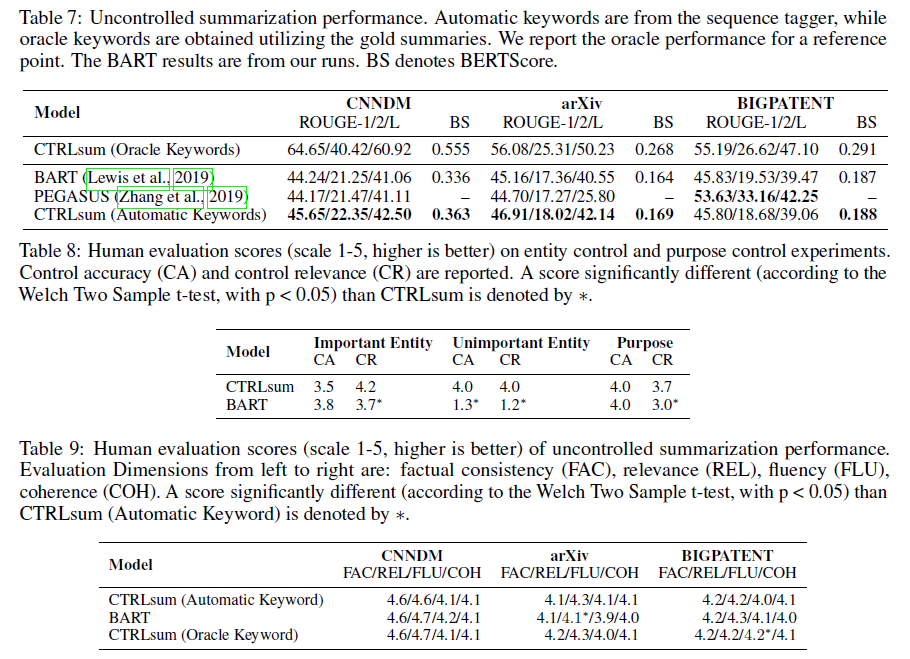 Table 7: Uncontrolled summarization performance. Automatic keywords are from the sequence tagger, while
oracle keywords are obtained utilizing the gold summaries. We report the oracle performance for a reference
point. The BART results are from our runs. BS denotes BERTScore.
Model CNNDM arXiv BIGPATENT
ROUGE-1/2/L BS ROUGE-1/2/L BS ROUGE-1/2/L BS
CTRLsum (Oracle Keywords) 64.65/40.42/60.92 0.555 56.08/25.31/50.23 0.268 55.19/26.62/47.10 0.291
BART (Lewis et al., 2019) 44.24/21.25/41.06 0.336 45.16/17.36/40.55 0.164 45.83/19.53/39.47 0.187
PEGASUS (Zhang et al., 2019) 44.17/21.47/41.11 – 44.70/17.27/25.80 – 53.63/33.16/42.25 –
CTRLsum (Automatic Keywords) 45.65/22.35/42.50 0.363 46.91/18.02/42.14 0.169 45.80/18.68/39.06 0.188
Table 8: Human evaluation scores (scale 1-5, higher is better) on entity control and purpose control experiments.
Control accuracy (CA) and control relevance (CR) are reported. A score significantly different (according to the
Welch Two Sample t-test, with p < 0.05) than CTRLsum is denoted by ∗.
Model Important Entity Unimportant Entity Purpose
CA CR CA CR CA CR
CTRLsum 3.5 4.2 4.0 4.0 4.0 3.7
BART 3.8 3.7* 1.3* 1.2* 4.0 3.0*
Table 9: Human evaluation scores (scale 1-5, higher is better) of uncontrolled summarization performance.
Evaluation Dimensions from left to right are: factual consistency (FAC), relevance (REL), fluency (FLU),
coherence (COH). A score significantly different (according to the Welch Two Sample t-test, with p < 0.05) than
CTRLsum (Automatic Keyword) is denoted by ∗.
Model CNNDM arXiv BIGPATENT
FAC/REL/FLU/COH FAC/REL/FLU/COH FAC/REL/FLU/COH
CTRLsum (Automatic Keyword) 4.6/4.6/4.1/4.1 4.1/4.3/4.1/4.1 4.2/4.2/4.0/4.1
BART 4.6/4.7/4.2/4.1 4.1/4.1*/3.9/4.0 4.2/4.3/4.1/4.0
CTRLsum (Oracle Keyword) 4.6/4.7/4.1/4.1 4.2/4.3/4.0/4.1 4.2/4.2/4.2*/4.1